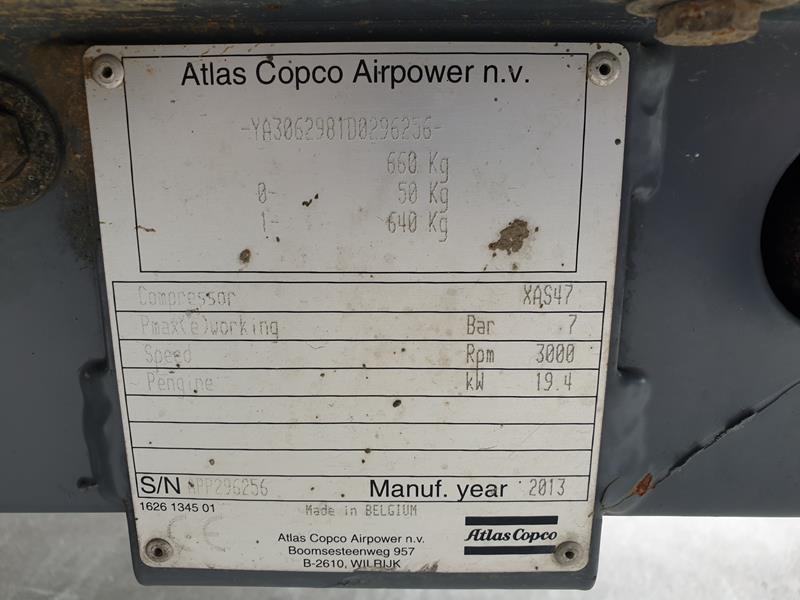 Atlas Copco Airpower n.v.
-YA3062981D0296256-
660 Kg
0- 50 Kg
1- 640 Kg
Compressor XAS47
Pmax(e)working Bar 7
Speed Rpm 3000
Pengine kW 19.4
S/N APP296256 Manuf. year 2013
1626 1345 01 Made in BELGIUM
CE
Atlas Copco Airpower n.v. Atlas Copco
Boomsesteenweg 957
B-2610, WILRIJK